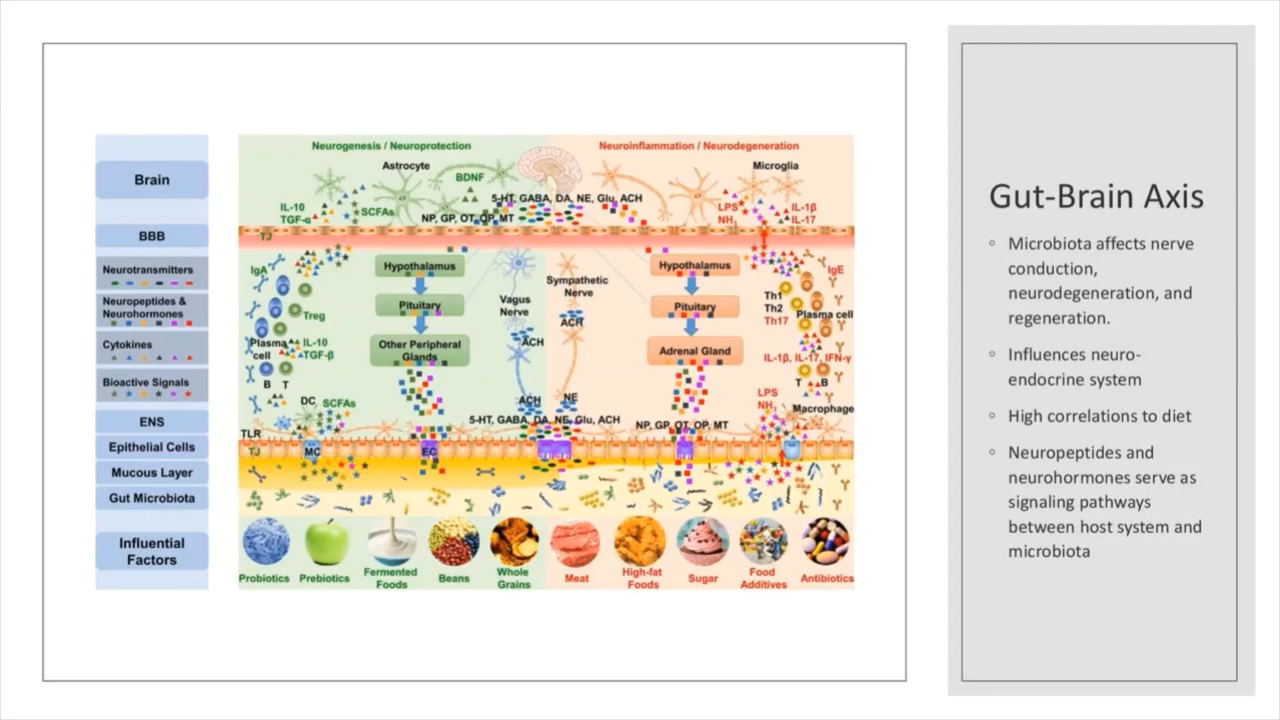 Brain
BBB
Neurotransmitters
Neuropeptides &
Neurohormones
Cytokines
Bioactive Signals
ENS
Epithelial Cells
Mucous Layer
Gut Microbiota
Influential
Factors
Neurogenesis / Neuroprotection
Neuroinflammation / Neurodegeneration
Astrocyte
Microglia
BDNF
5-HT, GABA, DA, NE, Glu, ACH
IL-10
TGF-α
SCFAs
NP, GP, OT, OP, MT
LPS
NH₃
IL-1β
IL-17
TJ
IgA
Hypothalamus
Hypothalamus
IgE
Sympathetic
Nerve
Pituitary
Vagus
Nerve
Pituitary
Th1
Th2
Th17
Treg
Plasma cell
ACH
Plasma
cell
IL-10
TGF-β
Other Peripheral
Glands
ACH
Adrenal Gland
IL-1β, IL-17, IFN-γ
B T
T B
LPS
NH₃
DC
SCFAs
ACH
NE
Macrophage
5-HT, GABA, DA, NE, Glu, ACH
NP, GP, OT, OP, MT
TLR
TJ
MC
EC
Probiotics
Prebiotics
Fermented
Foods
Beans
Whole
Grains
Meat
High-fat
Foods
Sugar
Food
Additives
Antibiotics
Gut-Brain Axis
◦ Microbiota affects nerve
conduction,
neurodegeneration, and
regeneration.
◦ Influences neuro-
endocrine system
◦ High correlations to diet
◦ Neuropeptides and
neurohormones serve as
signaling pathways
between host system and
microbiota